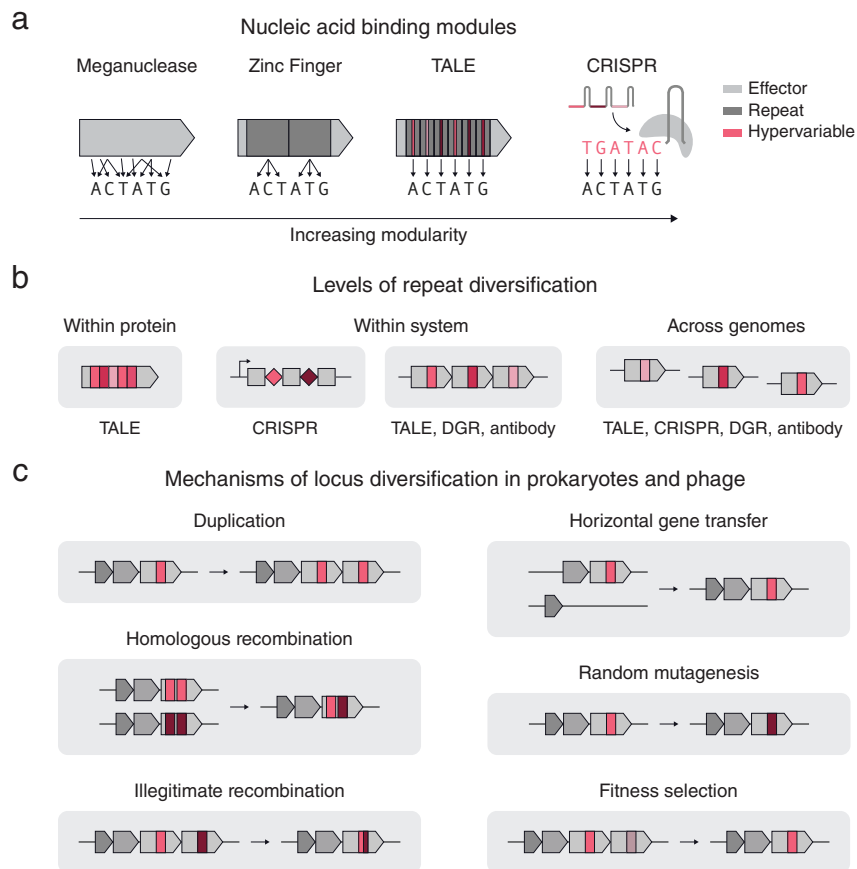 a
Nucleic acid binding modules
Meganuclease
Zinc Finger
TALE
CRISPR
Effector
Repeat
Hypervariable
TGATAC
ACTATG
ACTATG
ACTATG
ACTATG
Increasing modularity
b
Levels of repeat diversification
Within protein
Within system
Across genomes
TALE
CRISPR
TALE, DGR, antibody
TALE, CRISPR, DGR, antibody
c
Mechanisms of locus diversification in prokaryotes and phage
Duplication
Horizontal gene transfer
Homologous recombination
Random mutagenesis
Illegitimate recombination
Fitness selection